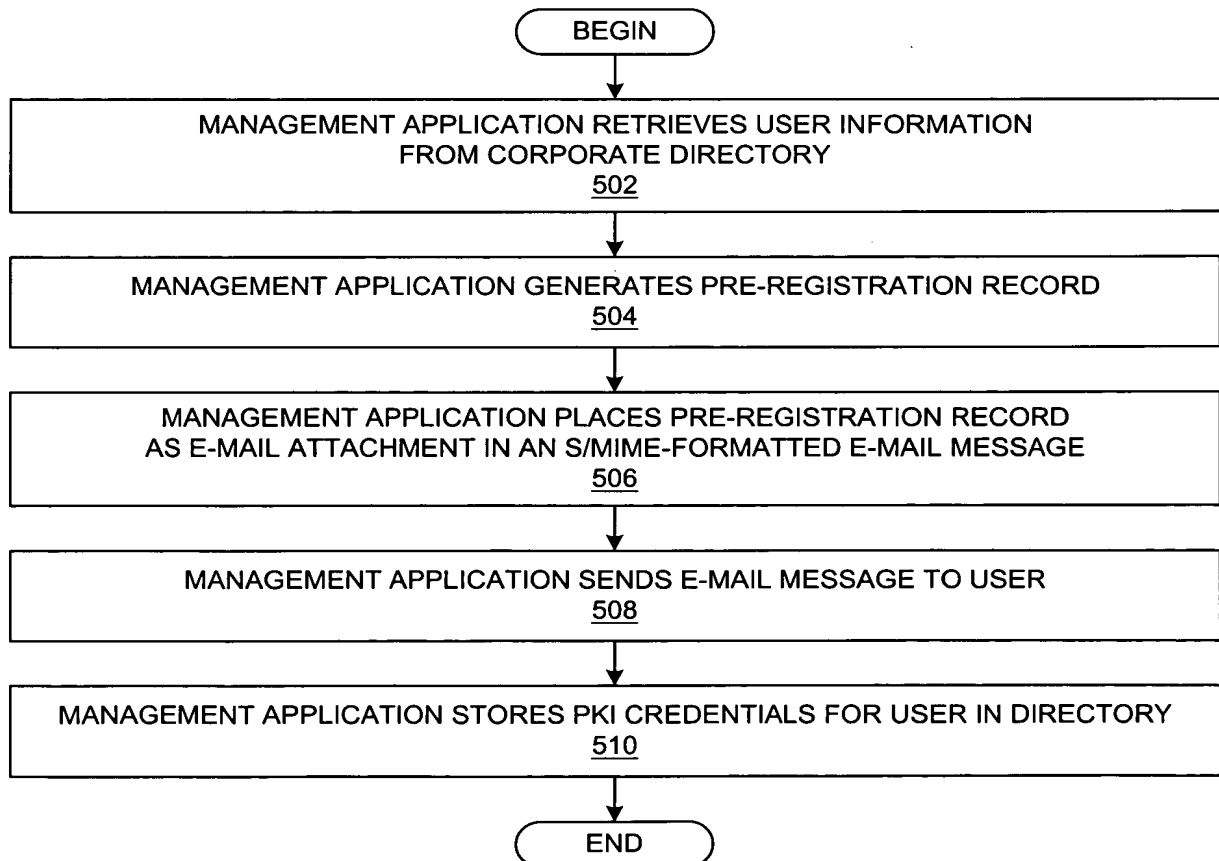 BEGIN
MANAGEMENT APPLICATION RETRIEVES USER INFORMATION
FROM CORPORATE DIRECTORY
502
MANAGEMENT APPLICATION GENERATES PRE-REGISTRATION RECORD
504
MANAGEMENT APPLICATION PLACES PRE-REGISTRATION RECORD
AS E-MAIL ATTACHMENT IN AN S/MIME-FORMATTED E-MAIL MESSAGE
506
MANAGEMENT APPLICATION SENDS E-MAIL MESSAGE TO USER
508
MANAGEMENT APPLICATION STORES PKI CREDENTIALS FOR USER IN DIRECTORY
510
END